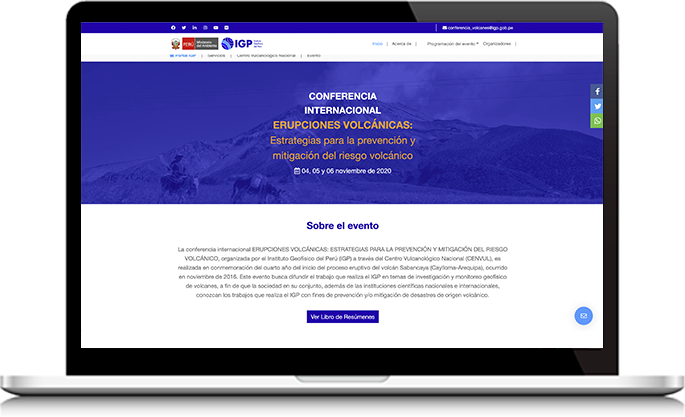 conferencia_volcanes@igp.gob.pe
PERÚ Ministerio del Ambiente IGP Instituto Geofísico del Perú
Inicio | Acerca de | Programación del evento Organizadores |
Portal IGP | Servicios | Centro Vulcanológico Nacional | Evento
CONFERENCIA
INTERNACIONAL
ERUPCIONES VOLCÁNICAS:
Estrategias para la prevención y
mitigación del riesgo volcánico
04, 05 y 06 noviembre de 2020
Sobre el evento
La conferencia internacional ERUPCIONES VOLCÁNICAS: ESTRATEGIAS PARA LA PREVENCIÓN Y MITIGACIÓN DEL RIESGO
VOLCÁNICO, organizada por el Instituto Geofísico del Perú (IGP) a través del Centro Vulcanológico Nacional (CENVUL), es
realizada en conmemoración del cuarto año del inicio del proceso eruptivo del volcán Sabancaya (Caylloma-Arequipa), ocurrido
en noviembre de 2016. Este evento busca difundir el trabajo que realiza el IGP en temas de investigación y monitoreo geofísico
de volcanes, a fin de que la sociedad en su conjunto, además de las instituciones científicas nacionales e internacionales,
conozcan los trabajos que realiza el IGP con fines de prevención y/o mitigación de desastres de origen volcánico.
Ver Libro de Resúmenes